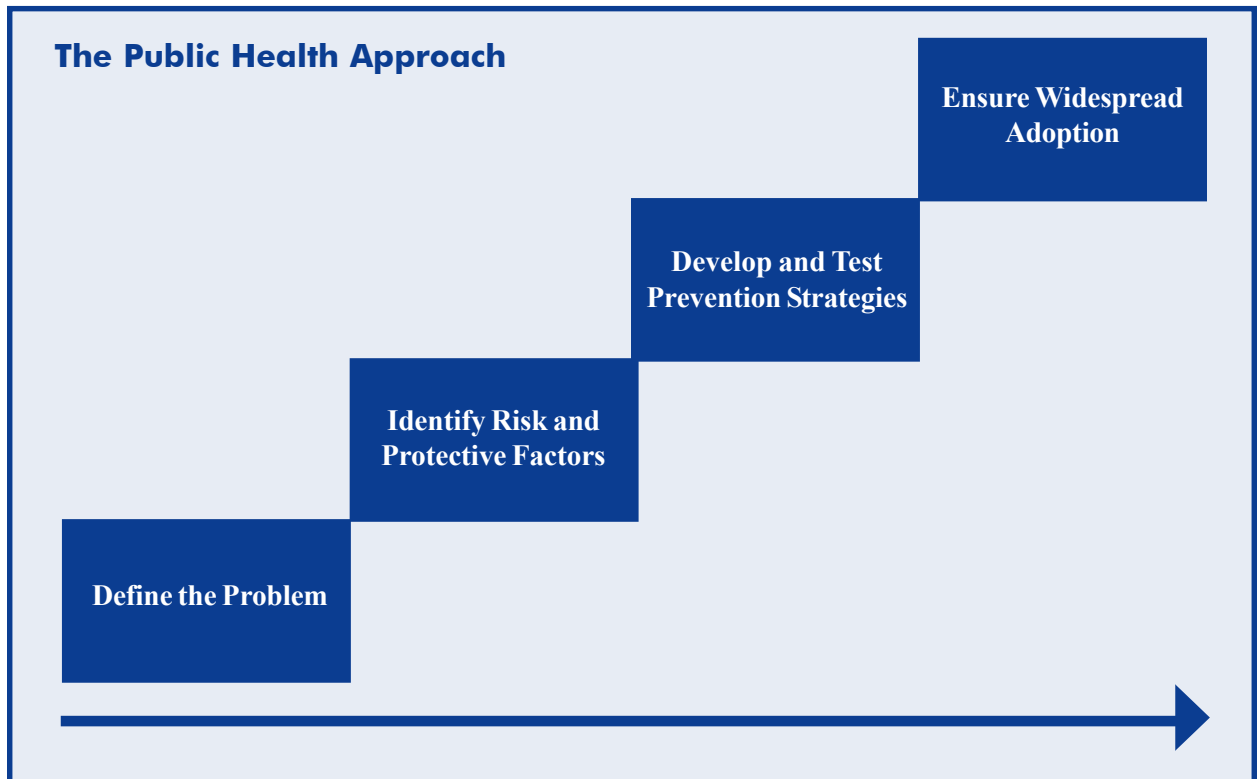 The Public Health Approach
Ensure Widespread
Adoption
Develop and Test
Prevention Strategies
Identify Risk and
Protective Factors
Define the Problem